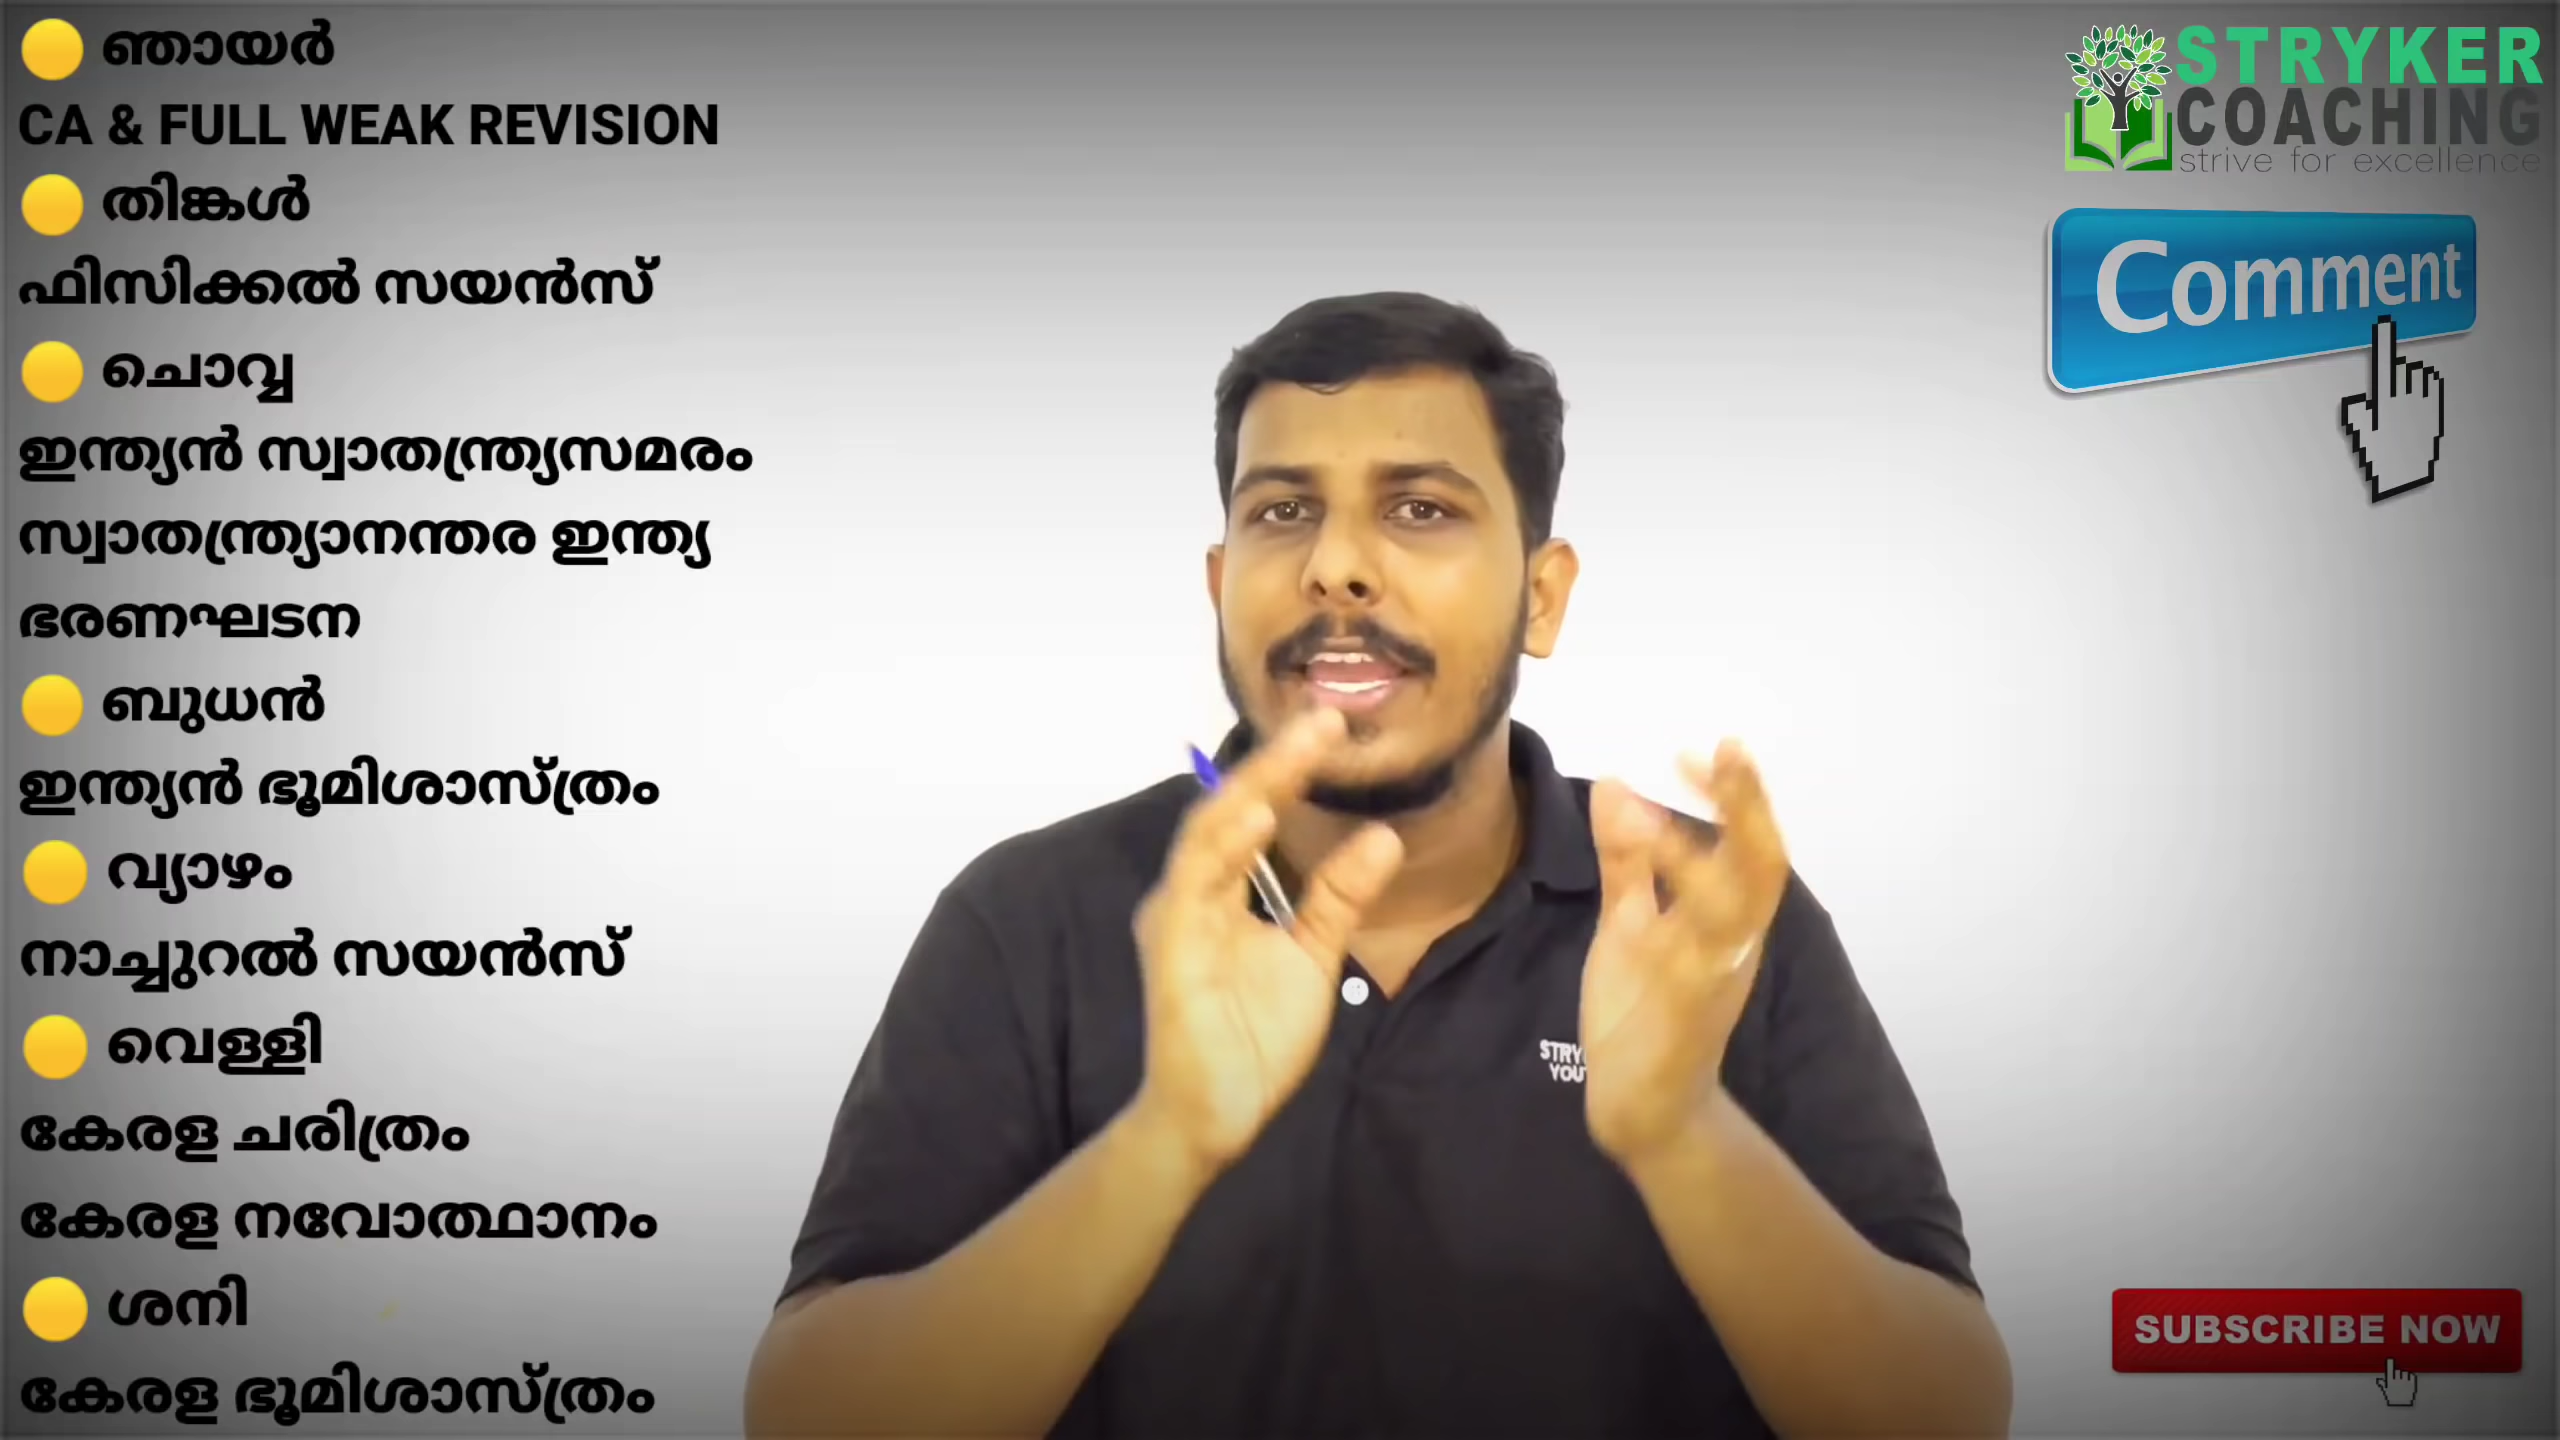 ഞായർ
CA & FULL WEAK REVISION
തിങ്കൾ
ഫിസിക്കൽ സയൻസ്
ചൊവ്വ
ഇന്ത്യൻ സ്വാതന്ത്ര്യസമരം
സ്വാതന്ത്ര്യാനന്തര ഇന്ത്യ
ഭരണഘടന
ബുധൻ
ഇന്ത്യൻ ഭൂമിശാസ്ത്രം
വ്യാഴം
നാച്ചുറൽ സയൻസ്
വെള്ളി
കേരള ചരിത്രം
കേരള നവോത്ഥാനം
ശനി
കേരള ഭൂമിശാസ്ത്രം
STRYKER
COACHING
strive for excellence
Comment
SUBSCRIBE NOW